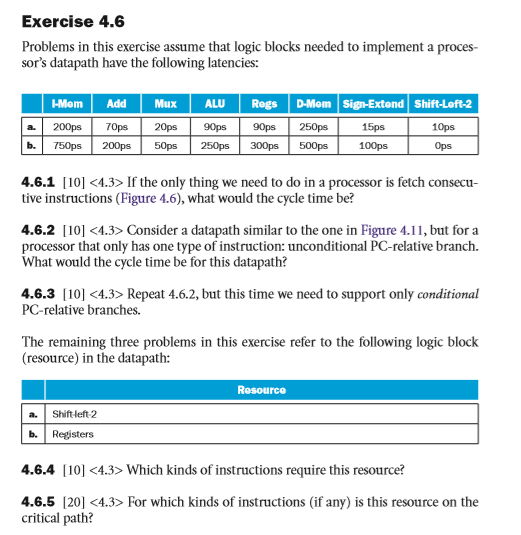 Exercise 4.6
Problems in this exercise assume that logic blocks needed to implement a proces-
sor's datapath have the following latencies:
I-Mem Add Mux ALU Regs D-Mem Sign-Extend Shift-Left-2
a. 200ps 70ps 20ps 90ps 90ps 250ps 15ps 10ps
b. 750ps 200ps 50ps 250ps 300ps 500ps 100ps 0ps
4.6.1 [10] <4.3> If the only thing we need to do in a processor is fetch consecu-
tive instructions (Figure 4.6), what would the cycle time be?
4.6.2 [10] <4.3> Consider a datapath similar to the one in Figure 4.11, but for a
processor that only has one type of instruction: unconditional PC-relative branch.
What would the cycle time be for this datapath?
4.6.3 [10] <4.3> Repeat 4.6.2, but this time we need to support only conditional
PC-relative branches.
The remaining three problems in this exercise refer to the following logic block
(resource) in the datapath:
Resource
a. Shift-left-2
b. Registers
4.6.4 [10] <4.3> Which kinds of instructions require this resource?
4.6.5 [20] <4.3> For which kinds of instructions (if any) is this resource on the
critical path?